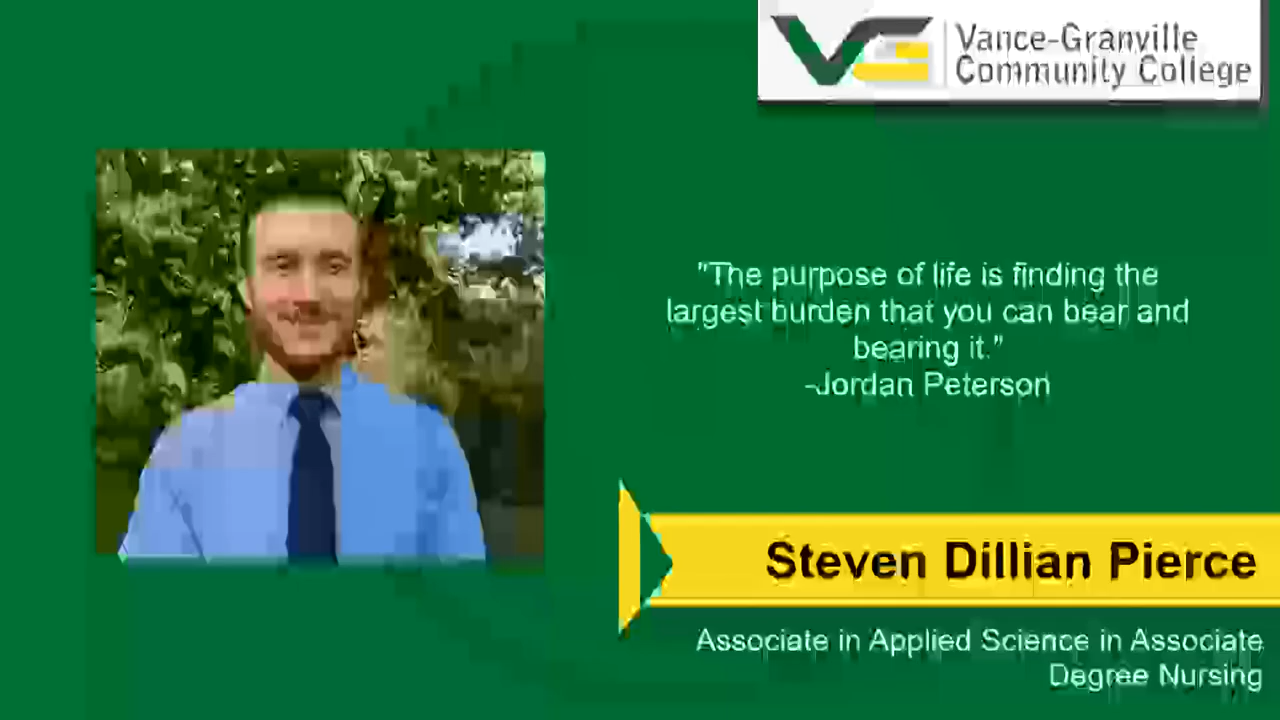 Vance-Granville
Community College
"The purpose of life is finding the
largest burden that you can bear and
bearing it."
-Jordan Peterson
Steven Dillian Pierce
Associate in Applied Science in Associate
Degree Nursing